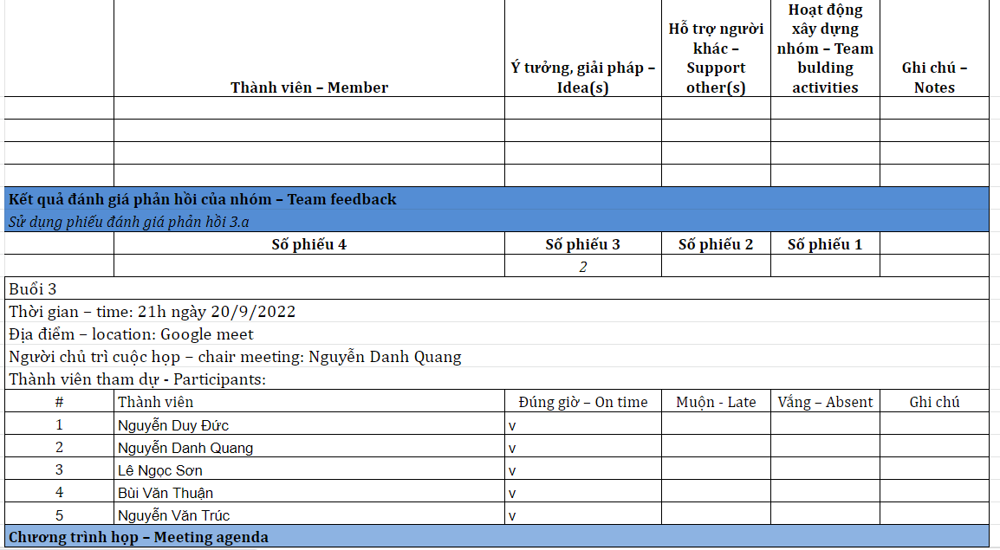 Thành viên – Member
Ý tưởng, giải pháp –
Idea(s)
Hỗ trợ người
khác –
Support
other(s)
Hoạt động
xây dựng
nhóm – Team
bulding
activities
Ghi chú –
Notes
Kết quả đánh giá phản hồi của nhóm – Team feedback
Sử dụng phiếu đánh giá phản hồi 3.a
Số phiếu 4 Số phiếu 3 Số phiếu 2 Số phiếu 1
2
Buổi 3
Thời gian – time: 21h ngày 20/9/2022
Địa điểm – location: Google meet
Người chủ trì cuộc họp – chair meeting: Nguyễn Danh Quang
Thành viên tham dự - Participants:
# Thành viên Đúng giờ – On time Muộn - Late Vắng – Absent Ghi chú
1 Nguyễn Duy Đức v
2 Nguyễn Danh Quang v
3 Lê Ngọc Sơn v
4 Bùi Văn Thuận v
5 Nguyễn Văn Trúc v
Chương trình họp – Meeting agenda